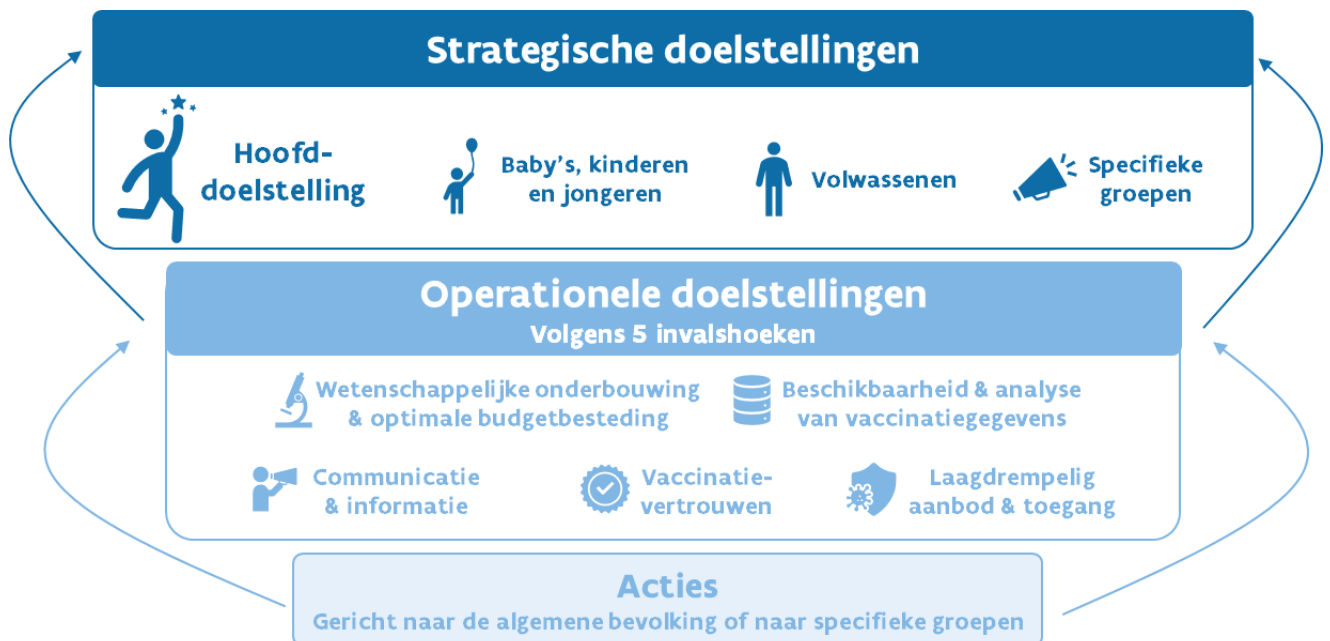 Strategische doelstellingen
Hoofd-
doelstelling
Baby's, kinderen
en jongeren
Volwassenen
Specifieke
groepen
Operationele doelstellingen
Volgens 5 invalshoeken
Wetenschappelijke onderbouwing
& optimale budgetbesteding
Beschikbaarheid & analyse
van vaccinatiegegevens
Communicatie
& informatie
Vaccinatie-
vertrouwen
Laagdrempelig
aanbod & toegang
Acties
Gericht naar de algemene bevolking of naar specifieke groepen